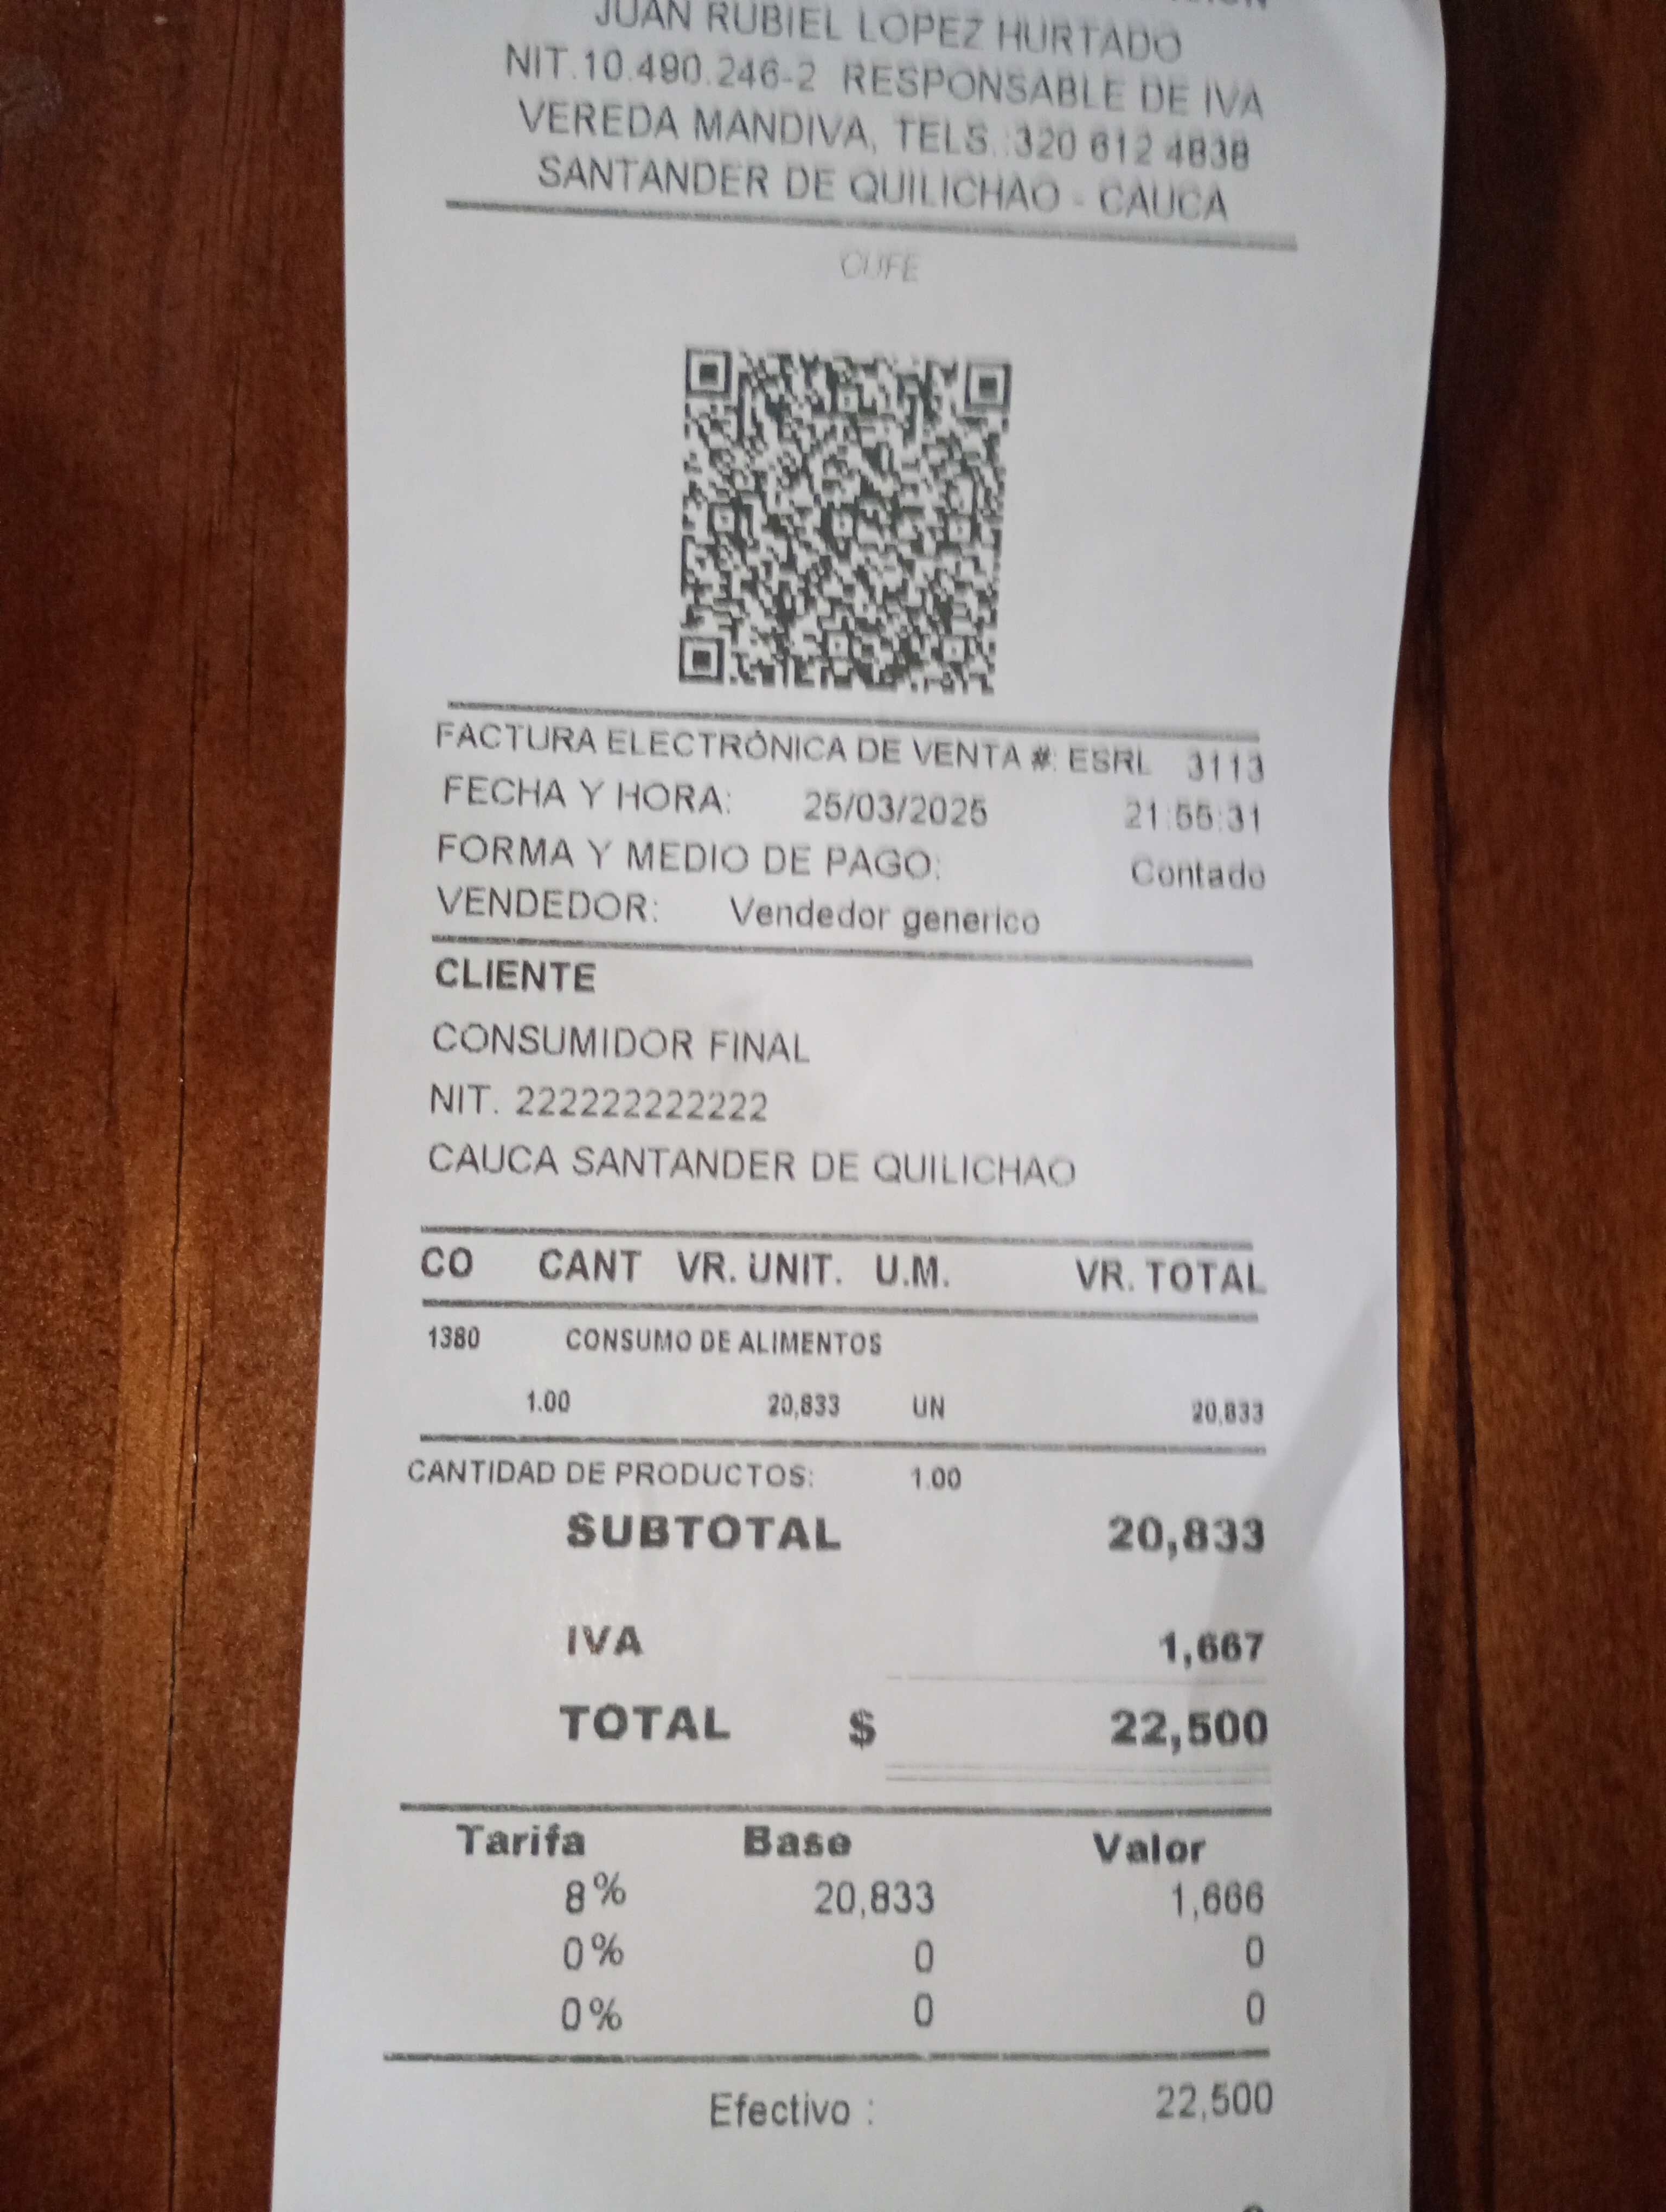 JUAN RUBIEL LOPEZ HURTADO
NIT.10.490.246-2 RESPONSABLE DE IVA
VEREDA MANDIVA, TELS.:320 612 4838
SANTANDER DE QUILICHAO - CAUCA
CUFE
FACTURA ELECTRÓNICA DE VENTA #: ESRL 3113
FECHA Y HORA: 25/03/2025 21:55:31
FORMA Y MEDIO DE PAGO: Contado
VENDEDOR: Vendedor generico
CLIENTE
CONSUMIDOR FINAL
NIT. 222222222222
CAUCA SANTANDER DE QUILICHAO
CO CANT VR. UNIT. U.M. VR. TOTAL
1380 CONSUMO DE ALIMENTOS
1.00 20,833 UN 20,833
CANTIDAD DE PRODUCTOS: 1.00
SUBTOTAL 20,833
IVA 1,667
TOTAL $ 22,500
Tarifa Base Valor
8% 20,833 1,666
0% 0 0
0% 0 0
Efectivo : 22,500